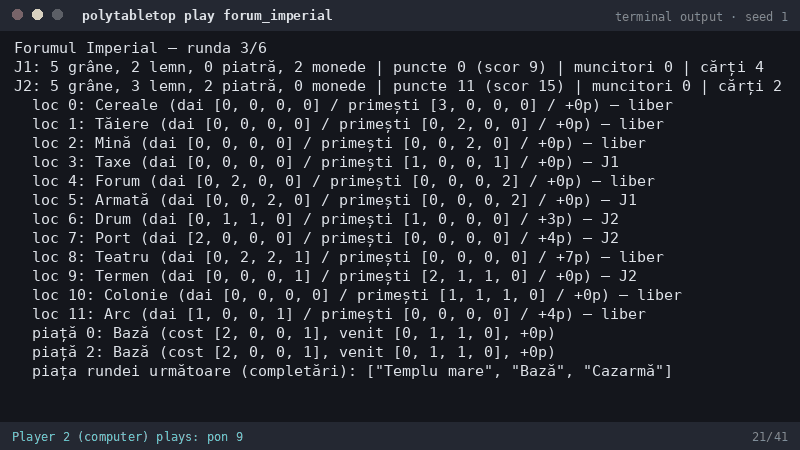 polytabletop play forum_imperial
terminal output · seed 1
Forumul Imperial — runda 3/6
J1: 5 grâne, 2 lemn, 0 piatră, 2 monede | puncte 0 (scor 9) | muncitori 0 | cărți 4
J2: 5 grâne, 3 lemn, 2 piatră, 0 monede | puncte 11 (scor 15) | muncitori 0 | cărți 2
loc 0: Cereale (dai [0, 0, 0, 0] / primești [3, 0, 0, 0] / +0p) — liber
loc 1: Tăiere (dai [0, 0, 0, 0] / primești [0, 2, 0, 0] / +0p) — liber
loc 2: Mină (dai [0, 0, 0, 0] / primești [0, 0, 2, 0] / +0p) — liber
loc 3: Taxe (dai [0, 0, 0, 0] / primești [1, 0, 0, 1] / +0p) — J1
loc 4: Forum (dai [0, 2, 0, 0] / primești [0, 0, 0, 2] / +0p) — liber
loc 5: Armată (dai [0, 0, 2, 0] / primești [0, 0, 0, 2] / +0p) — J1
loc 6: Drum (dai [0, 1, 1, 0] / primești [1, 0, 0, 0] / +3p) — J2
loc 7: Port (dai [2, 0, 0, 0] / primești [0, 0, 0, 0] / +4p) — J2
loc 8: Teatru (dai [0, 2, 2, 1] / primești [0, 0, 0, 0] / +7p) — liber
loc 9: Termen (dai [0, 0, 0, 1] / primești [2, 1, 1, 0] / +0p) — J2
loc 10: Colonie (dai [0, 0, 0, 0] / primești [1, 1, 1, 0] / +0p) — liber
loc 11: Arc (dai [1, 0, 0, 1] / primești [0, 0, 0, 0] / +4p) — liber
piață 0: Bază (cost [2, 0, 0, 1], venit [0, 1, 1, 0], +0p)
piață 2: Bază (cost [2, 0, 0, 1], venit [0, 1, 1, 0], +0p)
piața rundei următoare (completări): ["Templu mare", "Bază", "Cazarmă"]
Player 2 (computer) plays: pon 9
21/41